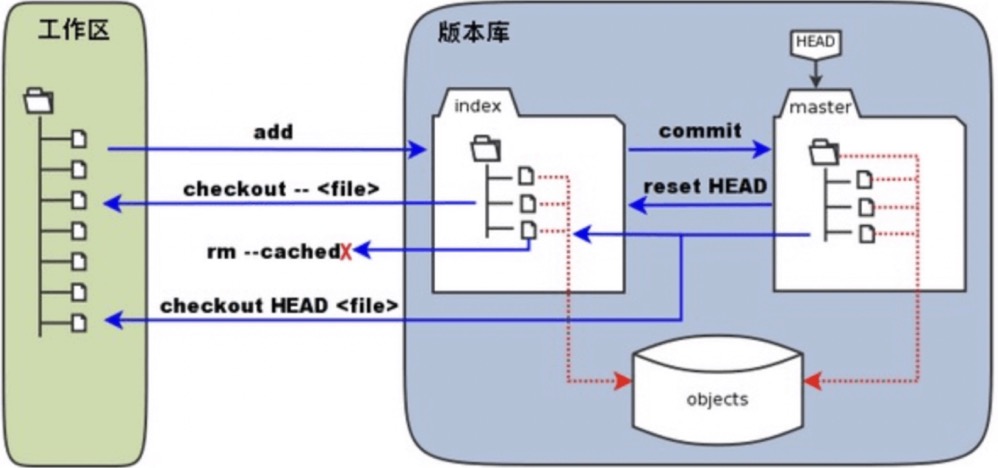 工作区
版本库
HEAD
index
master
add
commit
checkout -- <file>
reset HEAD
rm --cachedX
checkout HEAD <file>
objects